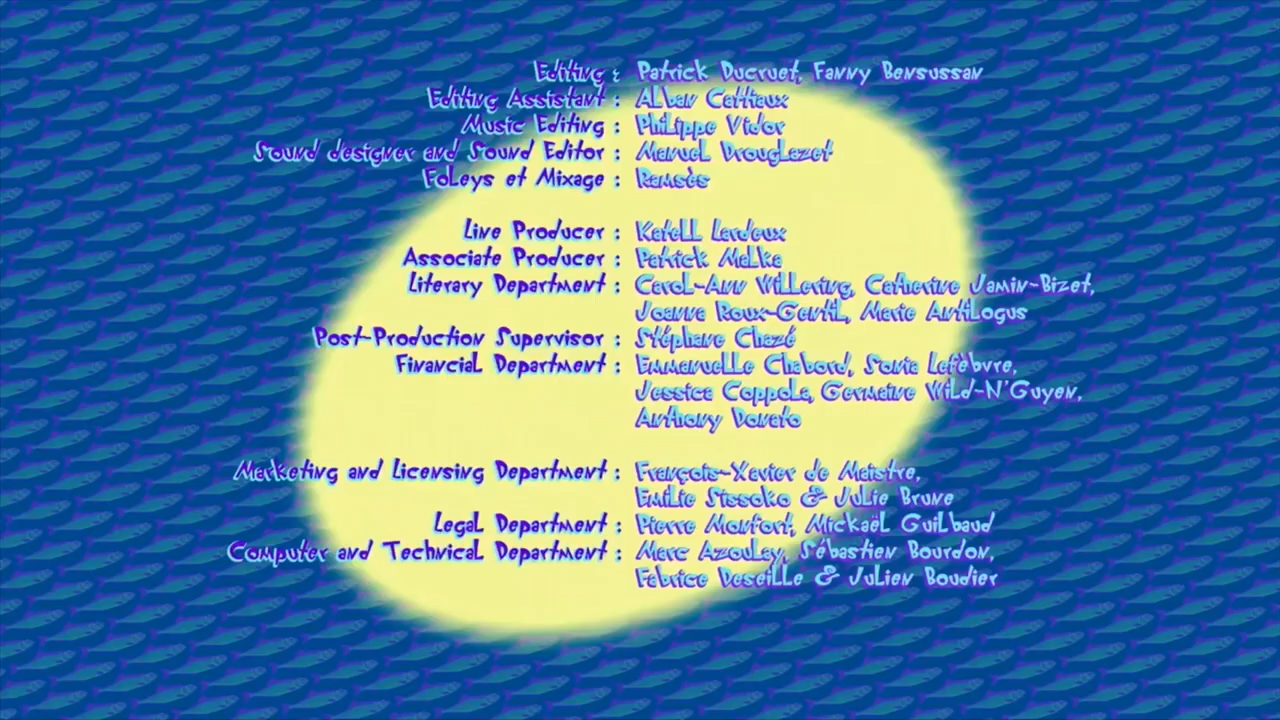 Editing : Patrick Ducruet, Fanny Bensussan
Editing Assistant : Alban Cattiaux
Music Editing : Philippe Vidor
Sound designer and Sound Editor : Manuel Drouglazet
Foleys et Mixage : Ramsès
Live Producer : Katell Lardeux
Associate Producer : Patrick Malka
Literary Department : Carol-Ann Willering, Catherine Jamin-Bizet,
Joanna Roux-Gentil, Marie Antilogus
Post-Production Supervisor : Stéphane Chazé
Financial Department : Emmanuelle Chabord, Sonia Lefèbvre,
Jessica Coppola, Germaine Wild-N'Guyen,
Anthony Donato
Marketing and Licensing Department : François-Xavier de Maistre,
Emilie Sissoko & Julie Brune
Legal Department : Pierre Monfort, Mickaël Guilbaud
Computer and Technical Department : Marc Azoulay, Sébastien Bourdon,
Fabrice Deseille & Julien Boudier